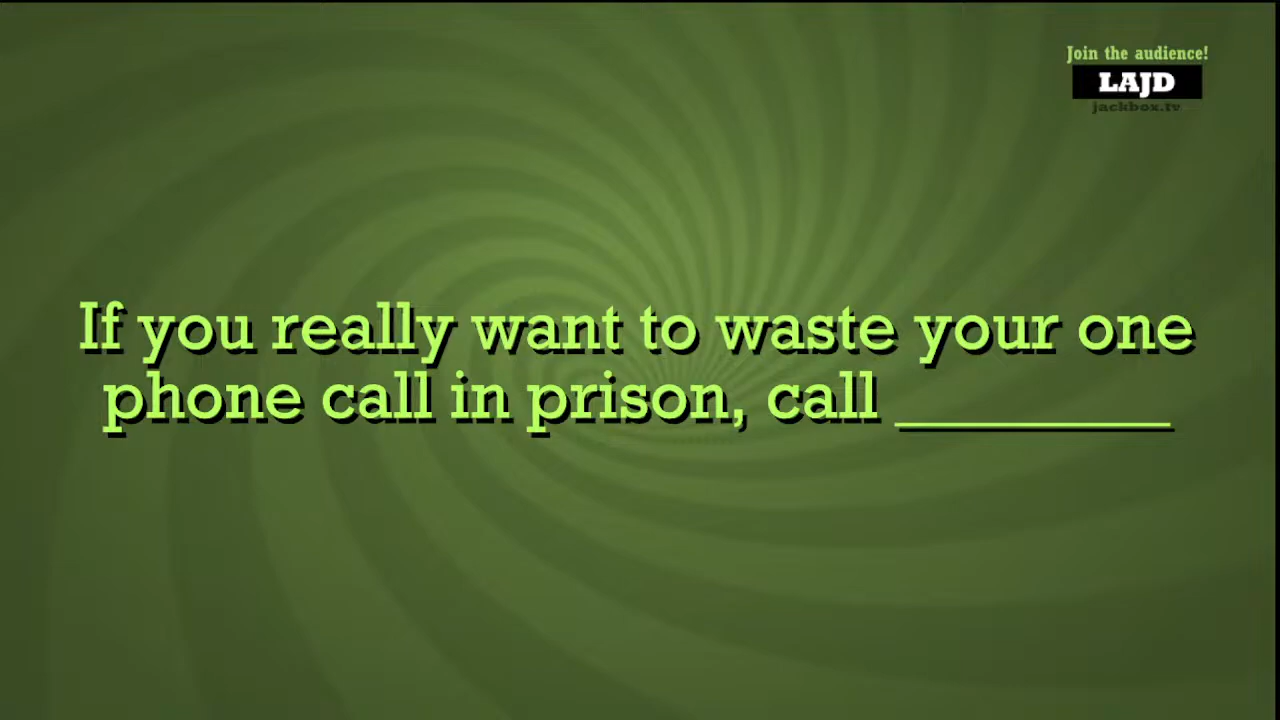 Join the audience!
LAJD
jackbox.tv
If you really want to waste your one
phone call in prison, call __________